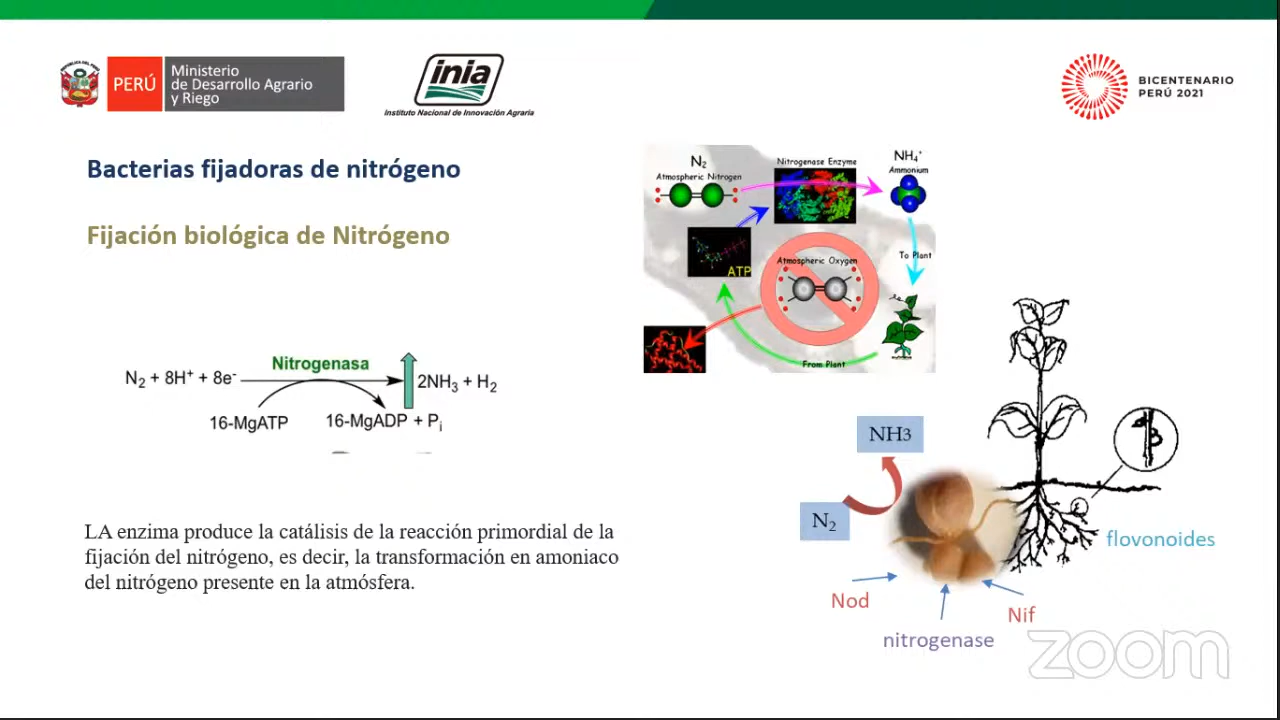 PERÚ
Ministerio
de Desarrollo Agrario
y Riego
inia
Instituto Nacional de Innovación Agraria
BICENTENARIO
PERÚ 2021
Bacterias fijadoras de nitrógeno
Fijación biológica de Nitrógeno
N₂ + 8H⁺ + 8e⁻
Nitrogenasa
2NH₃ + H₂
16-MgATP
16-MgADP + Pᵢ
LA enzima produce la catálisis de la reacción primordial de la
fijación del nitrógeno, es decir, la transformación en amoniaco
del nitrógeno presente en la atmósfera.
N₂
Atmospheric Nitrogen
Nitrogenase Enzyme
NH₄⁺
Ammonium
ATP
Atmospheric Oxygen
To Plant
From Plant
NH3
N₂
flovonoides
Nod
Nif
nitrogenase
zoom